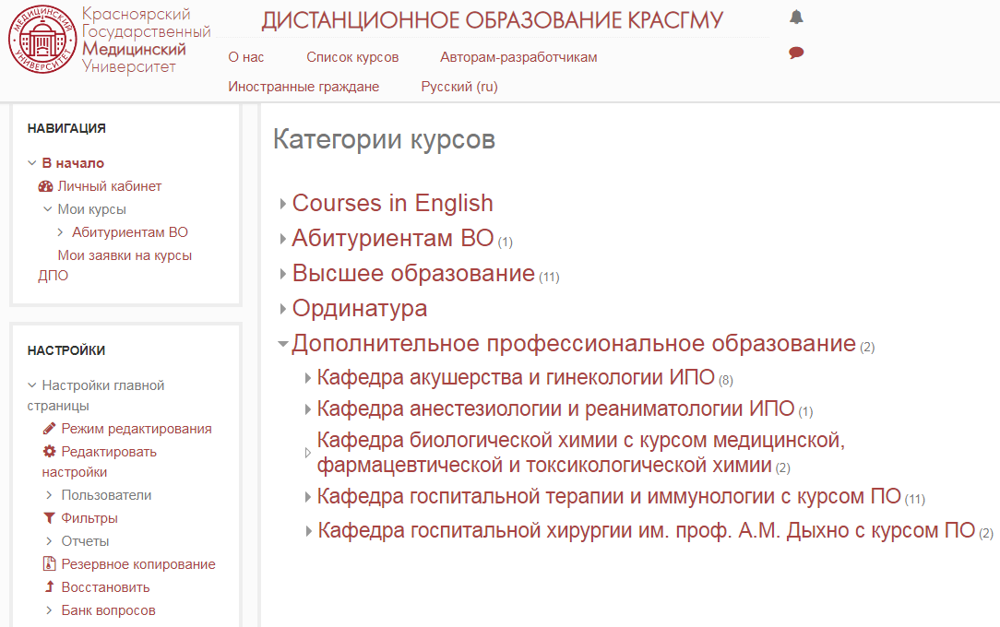 МЕДИЦИНСКИЙ УНИВЕРСИТЕТ
Красноярский
Государственный
Медицинский
Университет
ДИСТАНЦИОННОЕ ОБРАЗОВАНИЕ КРАСГМУ
О нас Список курсов Авторам-разработчикам
Иностранные граждане Русский (ru)
НАВИГАЦИЯ
В начало
Личный кабинет
Мои курсы
Абитуриентам ВО
Мои заявки на курсы
ДПО
НАСТРОЙКИ
Настройки главной
страницы
Режим редактирования
Редактировать
настройки
Пользователи
Фильтры
Отчеты
Резервное копирование
Восстановить
Банк вопросов
Категории курсов
Courses in English
Абитуриентам ВО (1)
Высшее образование (11)
Ординатура
Дополнительное профессиональное образование (2)
Кафедра акушерства и гинекологии ИПО (8)
Кафедра анестезиологии и реаниматологии ИПО (1)
Кафедра биологической химии с курсом медицинской,
фармацевтической и токсикологической химии (2)
Кафедра госпитальной терапии и иммунологии с курсом ПО (11)
Кафедра госпитальной хирургии им. проф. А.М. Дыхно с курсом ПО (2)